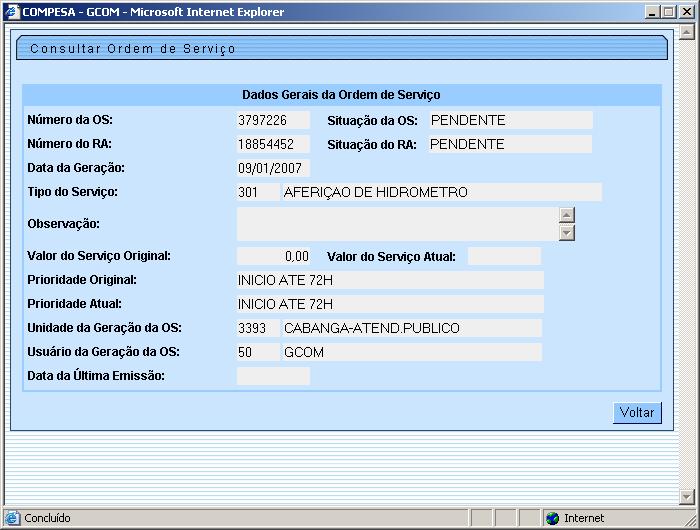 COMPESA - GCOM - Microsoft Internet Explorer
Consultar Ordem de Serviço
Dados Gerais da Ordem de Serviço
Número da OS: 3797226 Situação da OS: PENDENTE
Número do RA: 18854452 Situação do RA: PENDENTE
Data da Geração: 09/01/2007
Tipo do Serviço: 301 AFERIÇAO DE HIDROMETRO
Observação:
Valor do Serviço Original: 0,00 Valor do Serviço Atual:
Prioridade Original: INICIO ATE 72H
Prioridade Atual: INICIO ATE 72H
Unidade da Geração da OS: 3393 CABANGA-ATEND.PUBLICO
Usuário da Geração da OS: 50 GCOM
Data da Última Emissão:
Voltar
Concluído Internet